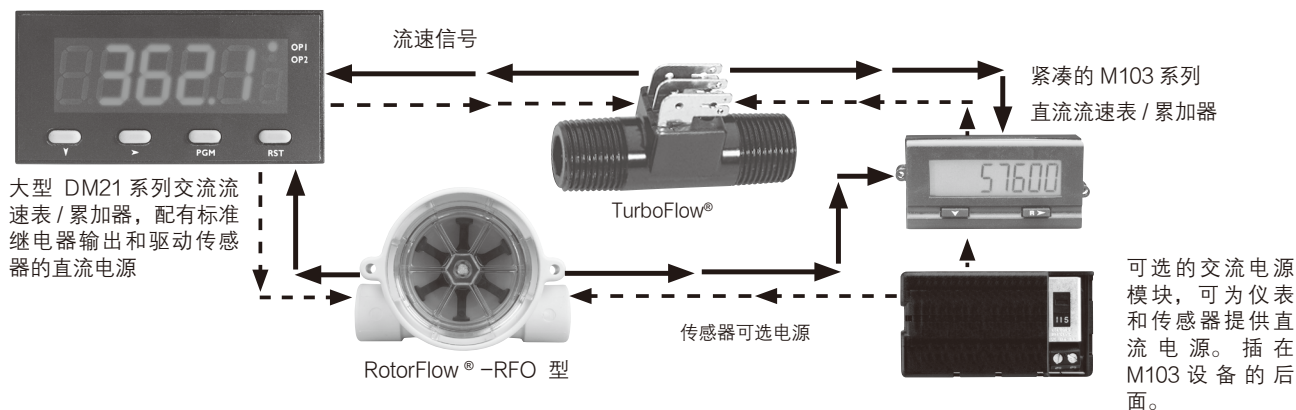 362.1
OP1
OP2
PGM
RST
流速信号
紧凑的 M103 系列
直流流速表 / 累加器
57600
R
TurboFlow®
大型 DM21 系列交流流
速表 / 累加器，配有标准
继电器输出和驱动传感
器的直流电源
RotorFlow ® -RFO 型
传感器可选电源
115
可选的交流电源
模块，可为仪表
和传感器提供直
流电源。插在
M103 设备的后
面。